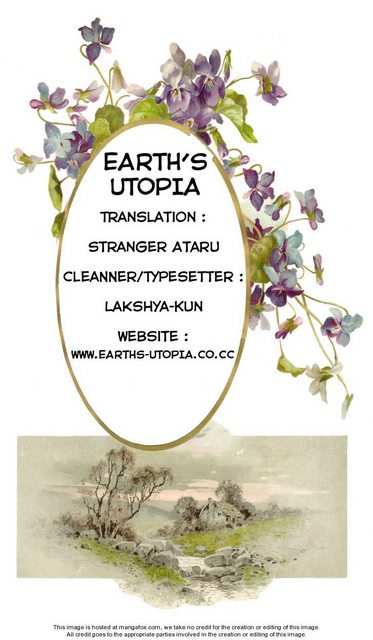 EARTH'S
UTOPIA
TRANSLATION :
STRANGER ATARU
CLEANNER/TYPESETTER :
LAKSHYA-KUN
WEBSITE :
WWW.EARTHS-UTOPIA.CO.CC
This image is hosted at mangafox.com, we take no credit for the creation or editing of this image.
All credit goes to the appropriate parties involved in the creation or editing of this image.